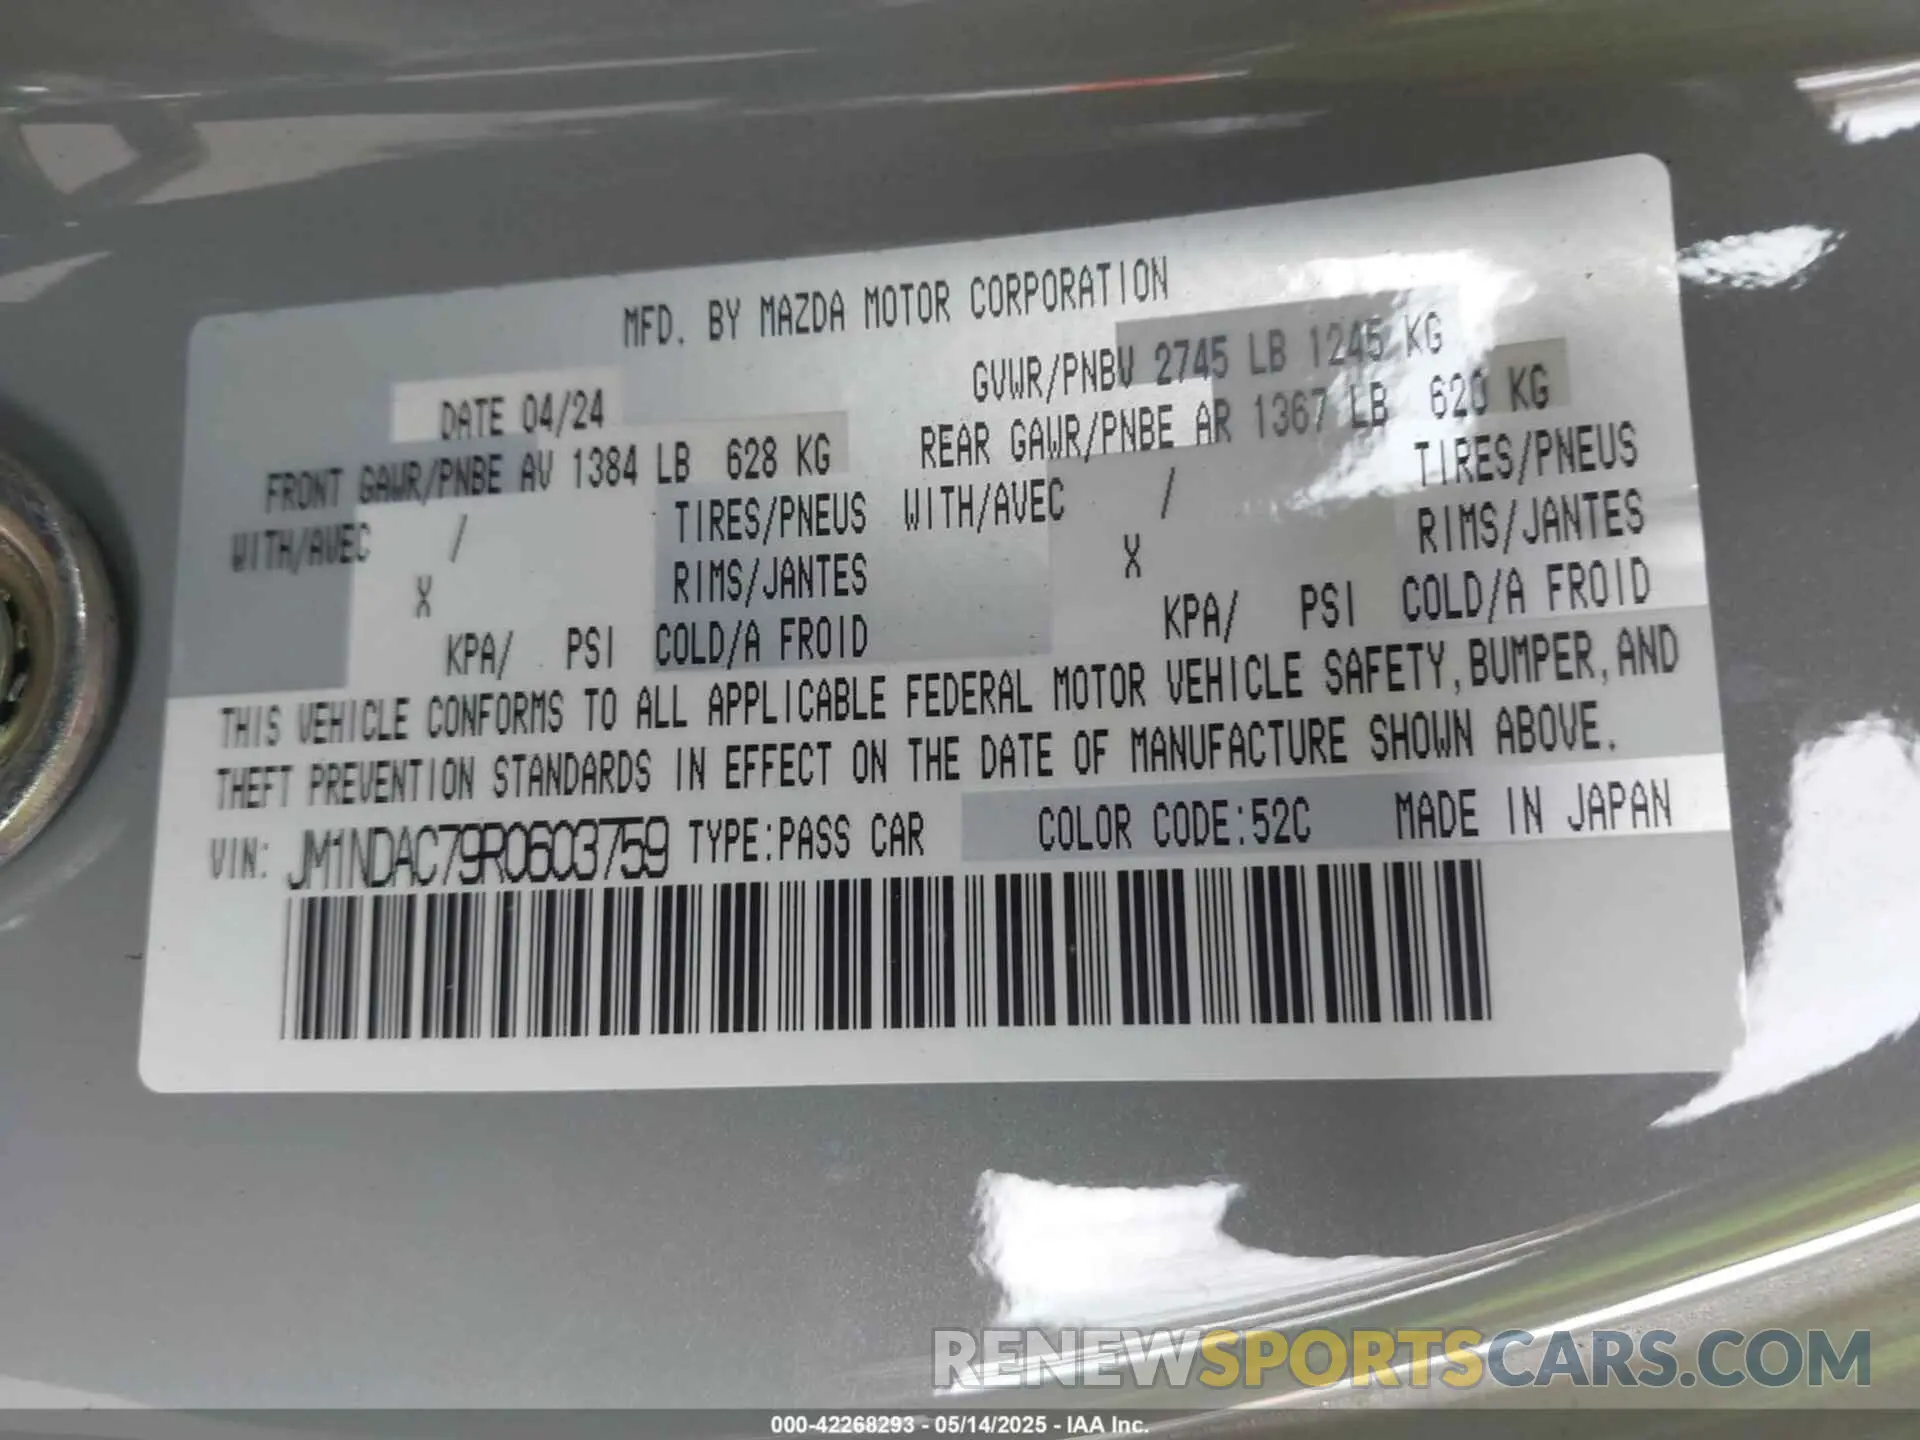 MFD. BY MAZDA MOTOR CORPORATION
DATE 04/24
GVWR/PNBV 2745 LB 1245 KG
FRONT GAWR/PNBE AV 1384 LB 628 KG
REAR GAWR/PNBE AR 1367 LB 620 KG
WITH/AVEC / TIRES/PNEUS
WITH/AVEC / TIRES/PNEUS
X RIMS/JANTES
X RIMS/JANTES
KPA/ PSI COLD/A FROID
KPA/ PSI COLD/A FROID
THIS VEHICLE CONFORMS TO ALL APPLICABLE FEDERAL MOTOR VEHICLE SAFETY, BUMPER, AND
THEFT PREVENTION STANDARDS IN EFFECT ON THE DATE OF MANUFACTURE SHOWN ABOVE.
VIN: JM1NDAC79R0603759 TYPE:PASS CAR COLOR CODE:52C MADE IN JAPAN
RENEWSPORTSCARS.COM
000-42268293 - 05/14/2025 - IAA Inc.